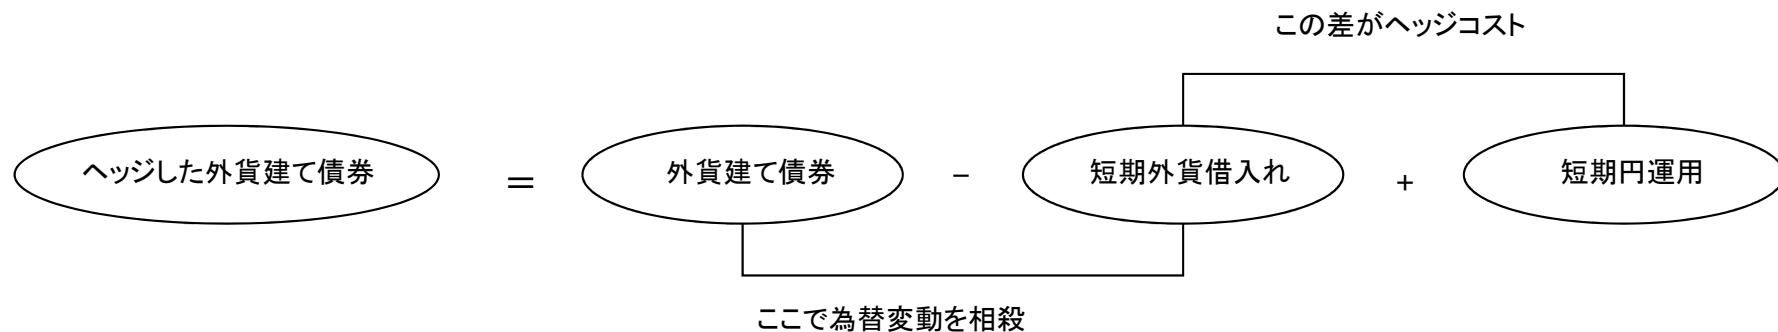 この差がヘッジコスト
ヘッジした外貨建て債券 = 外貨建て債券 - 短期外貨借入れ + 短期円運用
ここで為替変動を相殺